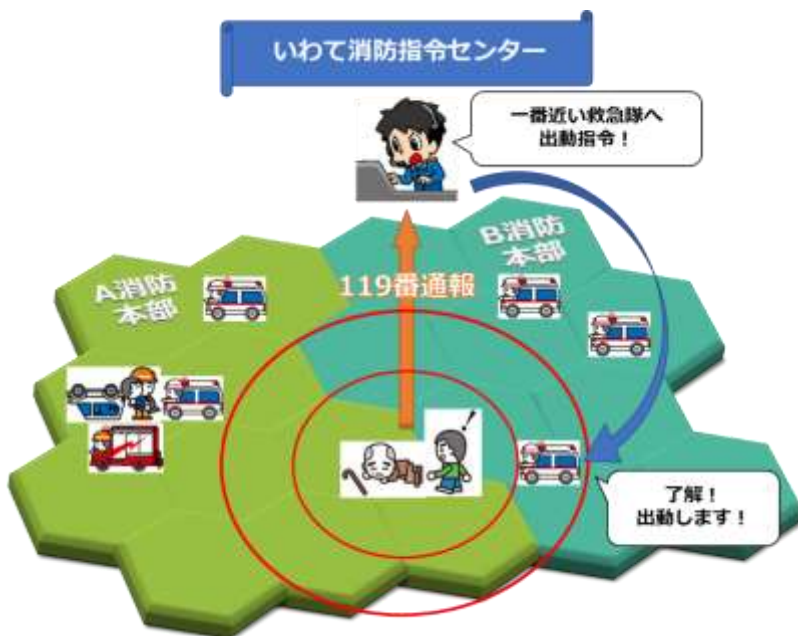 いわて消防指令センター
一番近い救急隊へ
出動指令！
B消防
本部
A消防
本部
119番通報
！
了解！
出動します！